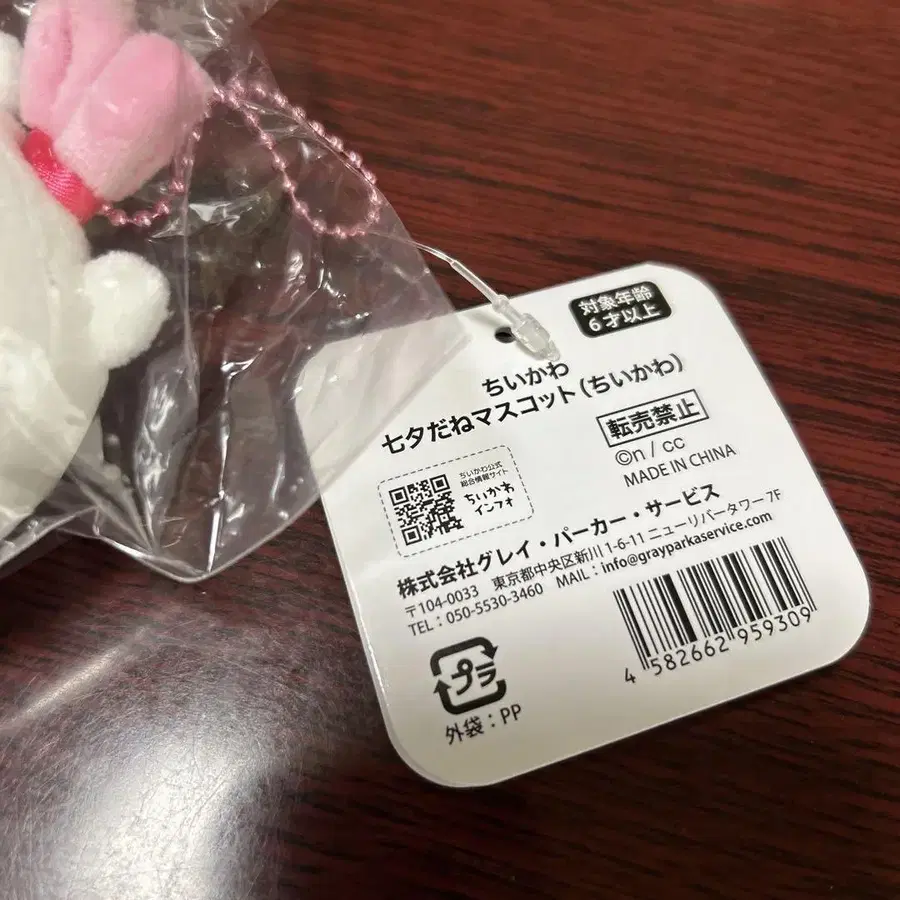 対象年齢
6才以上
ちいかわ
七夕だねマスコット(ちいかわ)
転売禁止
©n / cc
MADE IN CHINA
ちいかわ公式
総合情報サイト
ちいかわ
インフォ
株式会社グレイ・パーカー・サービス
〒104-0033 東京都中央区新川1-6-11 ニューリバータワー 7F
TEL:050-5530-3460 MAIL:info@grayparkaservice.com
プラ
外袋:PP
4 582662 959309